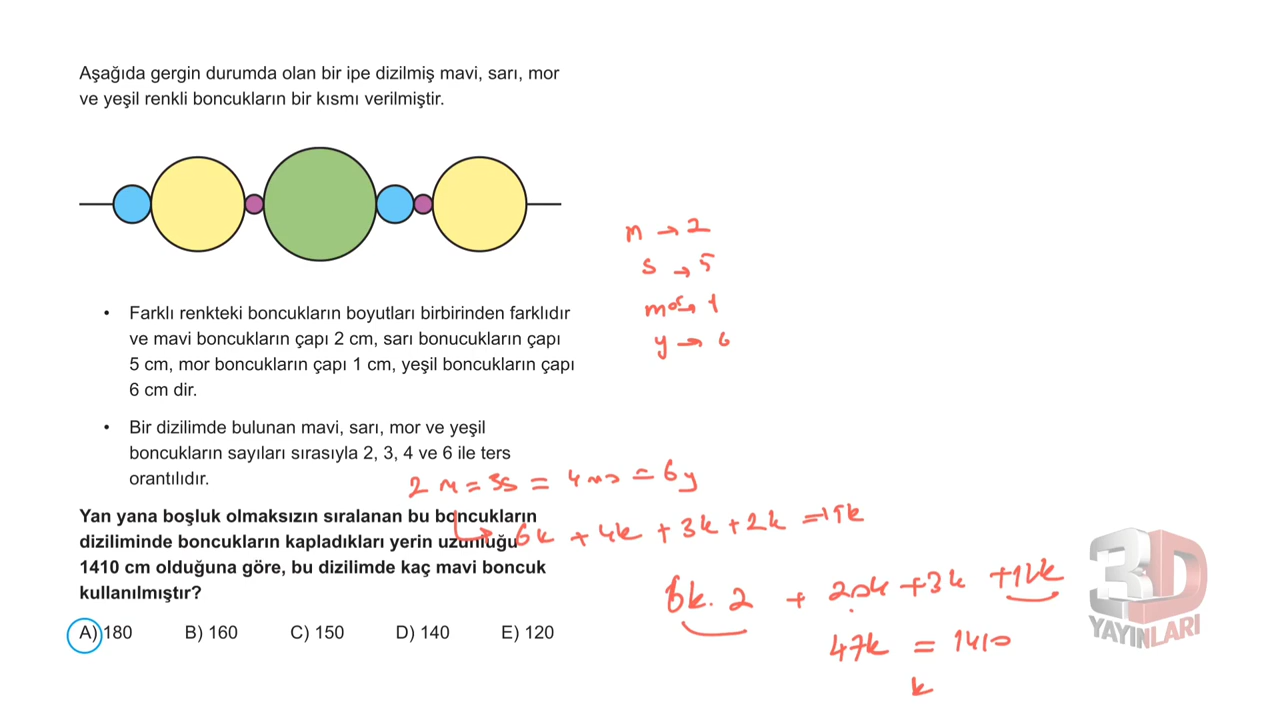 Aşağıda gergin durumda olan bir ipe dizilmiş mavi, sarı, mor
ve yeşil renkli boncukların bir kısmı verilmiştir.
m → 2
s → 5
mor → 1
y → 6
• Farklı renkteki boncukların boyutları birbirinden farklıdır
ve mavi boncukların çapı 2 cm, sarı bonucukların çapı
5 cm, mor boncukların çapı 1 cm, yeşil boncukların çapı
6 cm dir.
• Bir dizilimde bulunan mavi, sarı, mor ve yeşil
boncukların sayıları sırasıyla 2, 3, 4 ve 6 ile ters
orantılıdır.
2 m = 3s = 4 mo = 6y
Yan yana boşluk olmaksızın sıralanan bu boncukların
diziliminde boncukların kapladıkları yerin uzunluğu
1410 cm olduğuna göre, bu dizilimde kaç mavi boncuk
kullanılmıştır?
6k + 4k + 3k + 2k = 15k
6k. 2 + 20k + 3k + 12k
47k = 1410
k
A) 180 B) 160 C) 150 D) 140 E) 120
3D
YAYINLARI